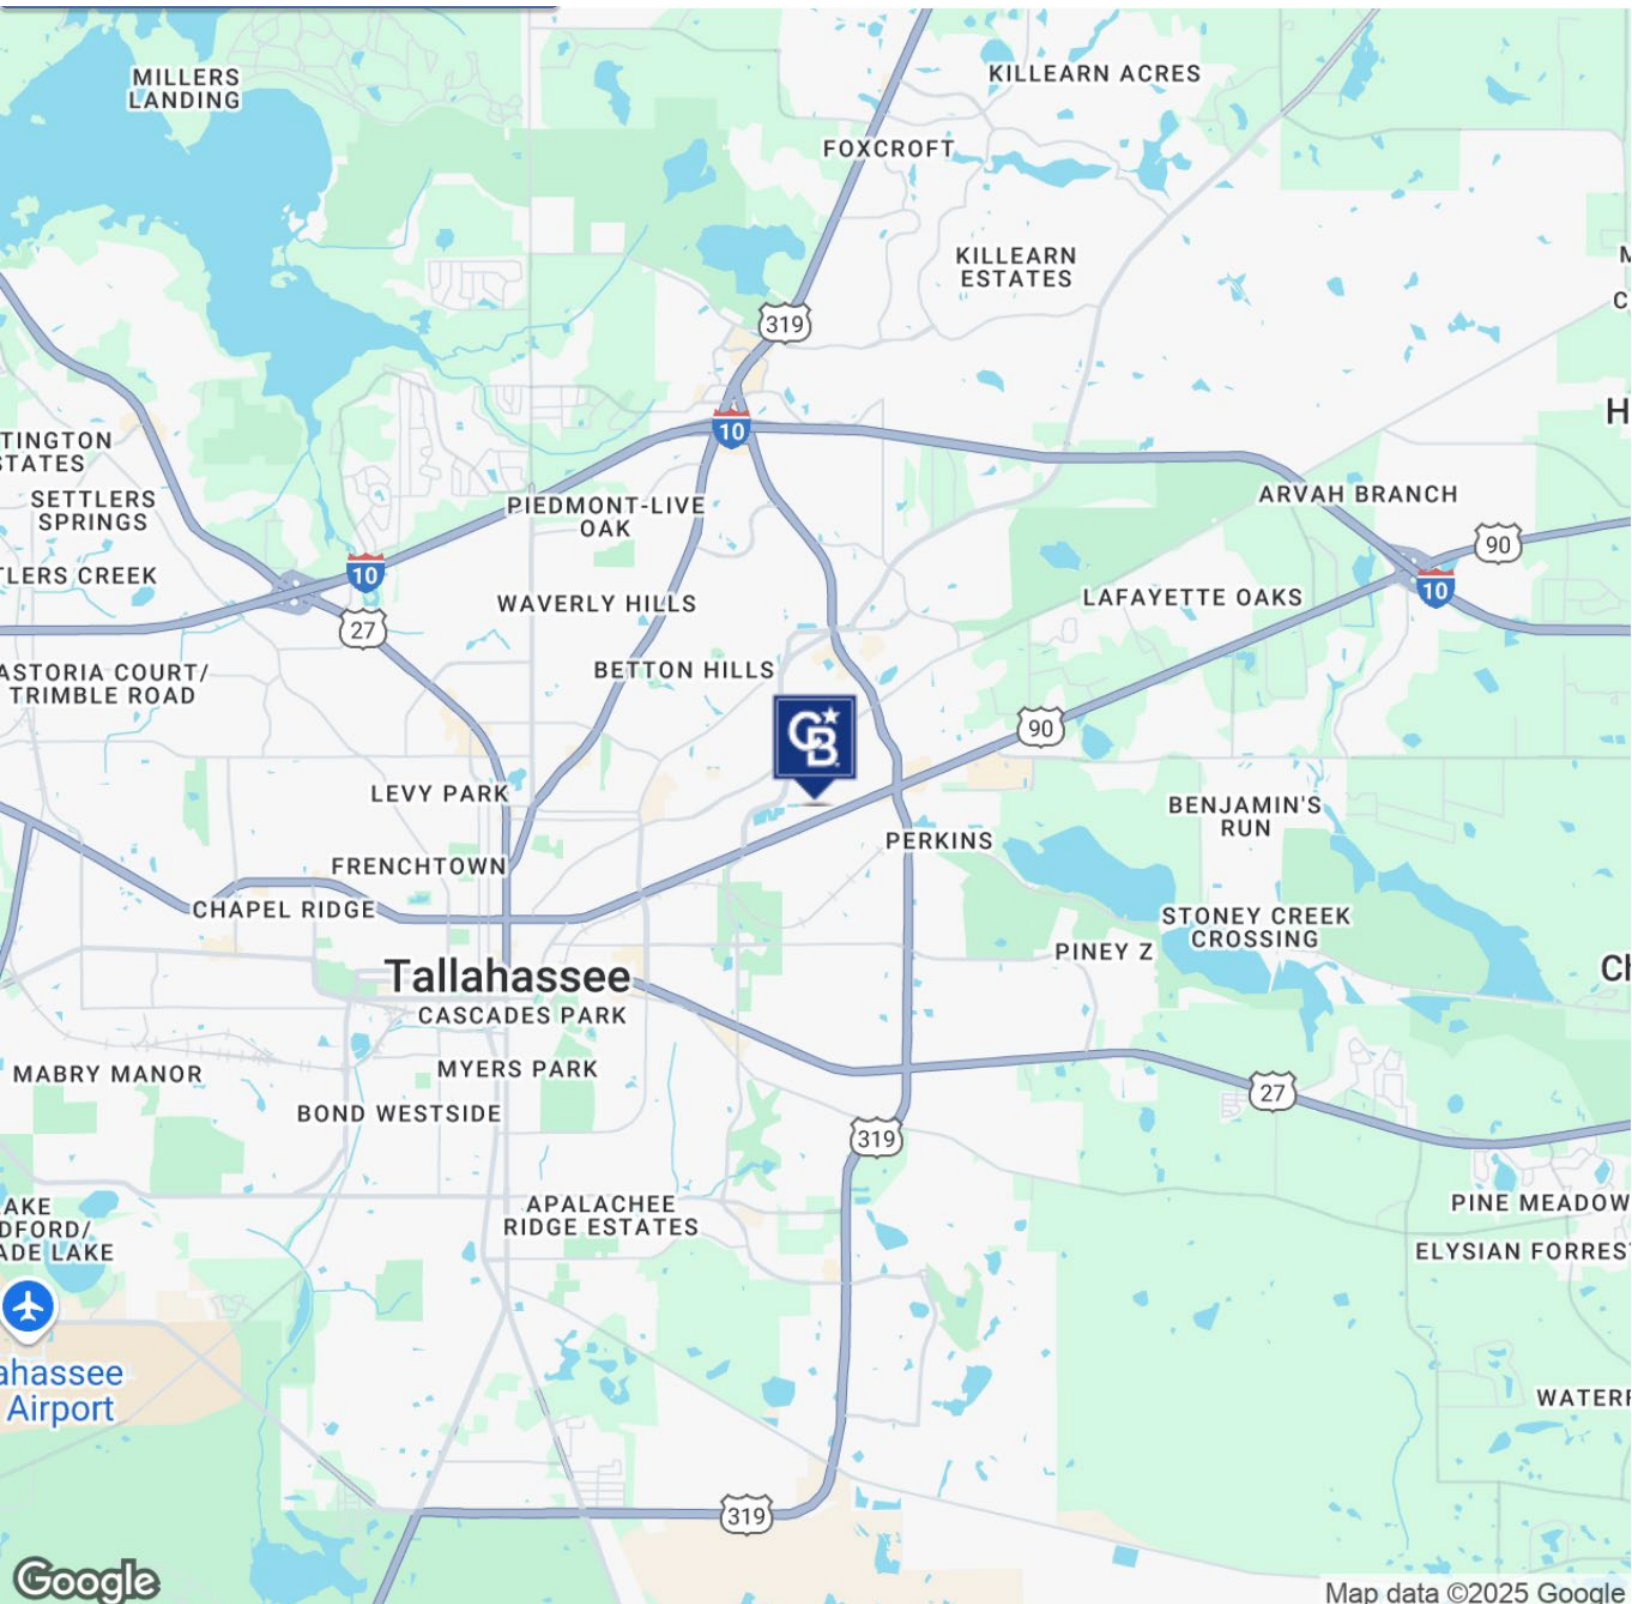 MILLERS
LANDING
KILLEARN ACRES
FOXCROFT
KILLEARN
ESTATES
M
C
319
H
10
TINGTON
STATES
SETTLERS
SPRINGS
PIEDMONT-LIVE
OAK
ARVAH BRANCH
90
10
TLERS CREEK
10
WAVERLY HILLS
LAFAYETTE OAKS
27
ASTORIA COURT/
TRIMBLE ROAD
BETTON HILLS
CB
90
LEVY PARK
BENJAMIN'S
RUN
PERKINS
FRENCHTOWN
CHAPEL RIDGE
STONEY CREEK
CROSSING
PINEY Z
Tallahassee
Ch
CASCADES PARK
MABRY MANOR
MYERS PARK
27
BOND WESTSIDE
319
LAKE
DFORD/
ADE LAKE
APALACHEE
RIDGE ESTATES
PINE MEADOW
ELYSIAN FORREST
ahassee
Airport
WATERF
319
Google
Map data ©2025 Google